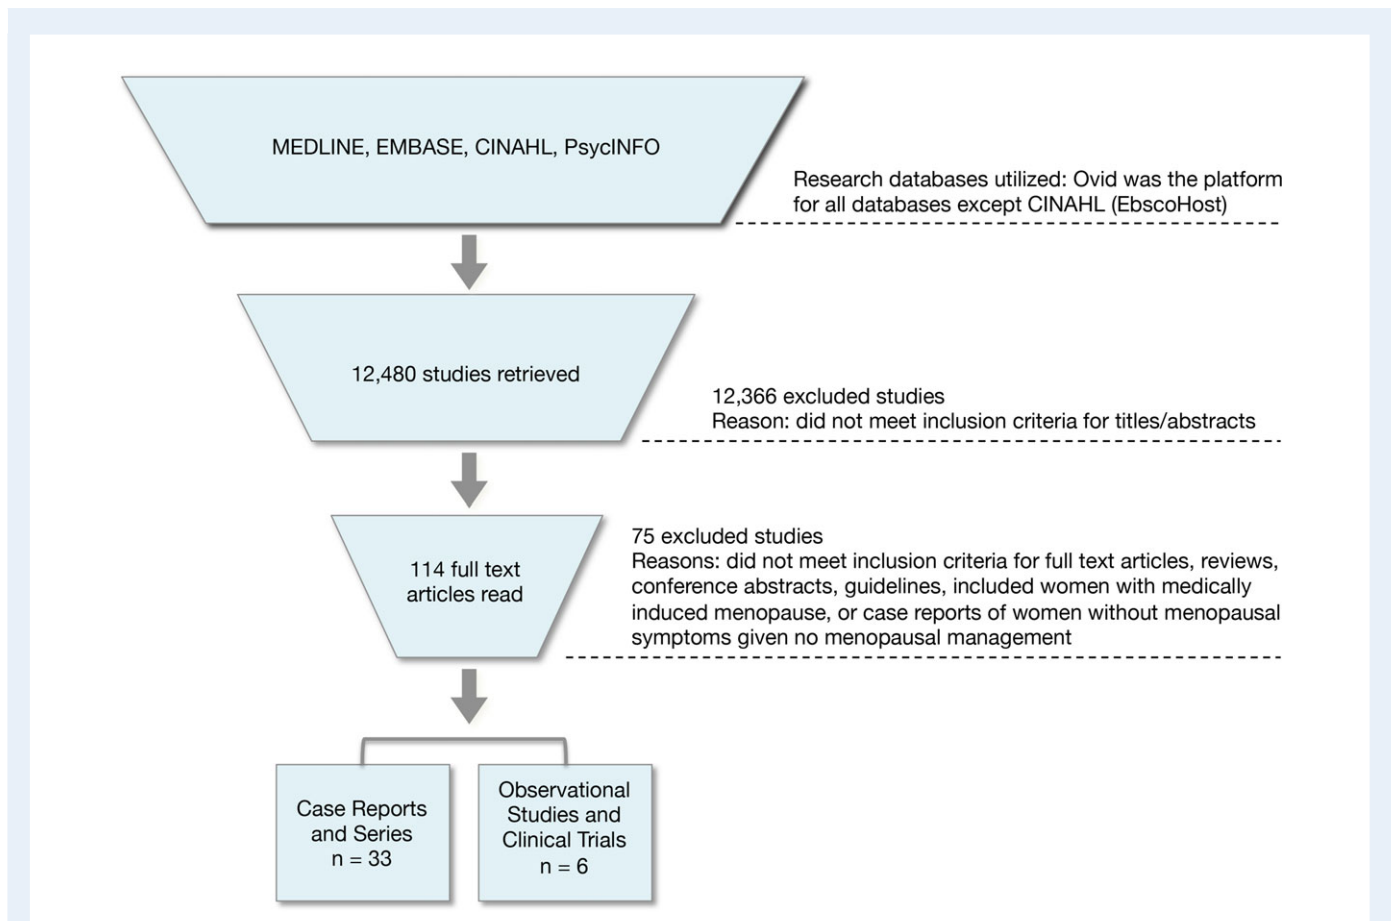 MEDLINE, EMBASE, CINAHL, PsycINFO
Research databases utilized: Ovid was the platform
for all databases except CINAHL (EbscoHost)
12,480 studies retrieved
12,366 excluded studies
Reason: did not meet inclusion criteria for titles/abstracts
114 full text
articles read
75 excluded studies
Reasons: did not meet inclusion criteria for full text articles, reviews,
conference abstracts, guidelines, included women with medically
induced menopause, or case reports of women without menopausal
symptoms given no menopausal management
Case Reports
and Series
n = 33
Observational
Studies and
Clinical Trials
n = 6